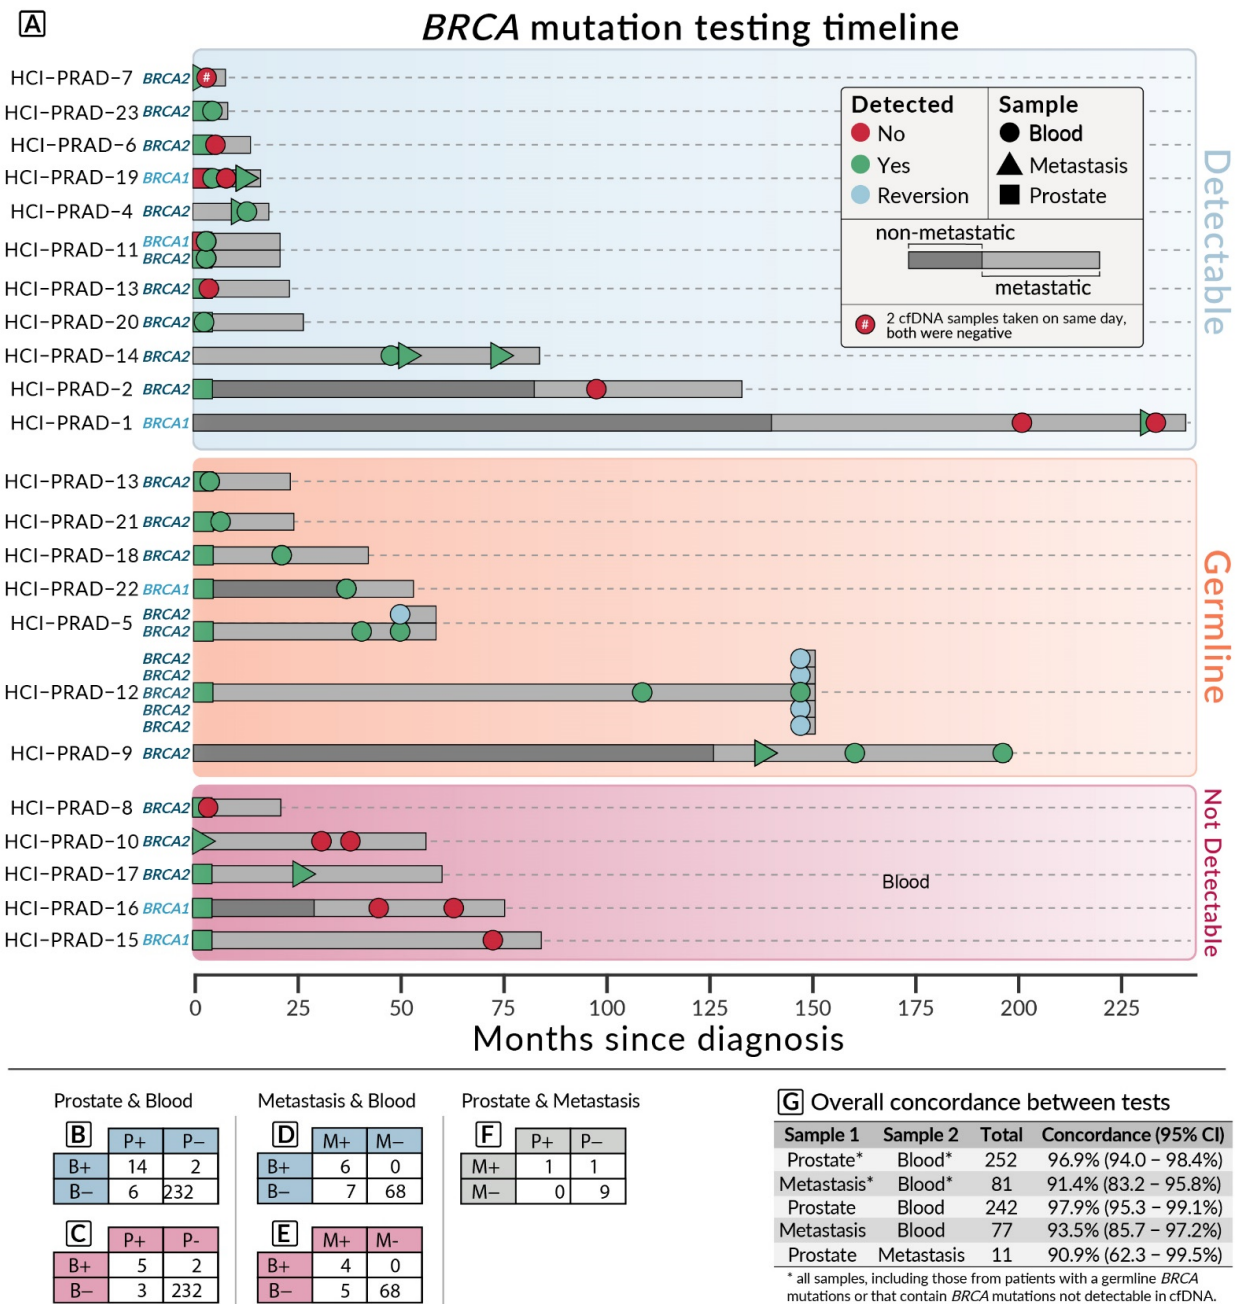 A
BRCA mutation testing timeline
HCI-PRAD-7 BRCA2 #
HCI-PRAD-23 BRCA2
HCI-PRAD-6 BRCA2
HCI-PRAD-19 BRCA1
HCI-PRAD-4 BRCA2
BRCA1
HCI-PRAD-11
BRCA2
HCI-PRAD-13 BRCA2
HCI-PRAD-20 BRCA2
HCI-PRAD-14 BRCA2
HCI-PRAD-2 BRCA2
HCI-PRAD-1 BRCA1
Detected Sample
No Blood
Yes Metastasis
Reversion Prostate
non-metastatic
metastatic
# 2 cfDNA samples taken on same day,
both were negative
Detectable
HCI-PRAD-13 BRCA2
HCI-PRAD-21 BRCA2
HCI-PRAD-18 BRCA2
HCI-PRAD-22 BRCA1
BRCA2
HCI-PRAD-5
BRCA2
BRCA2
BRCA2
HCI-PRAD-12 BRCA2
BRCA2
BRCA2
HCI-PRAD-9 BRCA2
Germline
HCI-PRAD-8 BRCA2
HCI-PRAD-10 BRCA2
HCI-PRAD-17 BRCA2
Blood
HCI-PRAD-16 BRCA1
HCI-PRAD-15 BRCA1
Not Detectable
0 25 50 75 100 125 150 175 200 225
Months since diagnosis
Prostate & Blood
B P+ P−
B+ 14 2
B− 6 232
C P+ P-
B+ 5 2
B− 3 232
Metastasis & Blood
D M+ M−
B+ 6 0
B− 7 68
E M+ M-
B+ 4 0
B− 5 68
Prostate & Metastasis
F P+ P−
M+ 1 1
M− 0 9
G Overall concordance between tests
Sample 1 Sample 2 Total Concordance (95% CI)
Prostate* Blood* 252 96.9% (94.0 − 98.4%)
Metastasis* Blood* 81 91.4% (83.2 − 95.8%)
Prostate Blood 242 97.9% (95.3 − 99.1%)
Metastasis Blood 77 93.5% (85.7 − 97.2%)
Prostate Metastasis 11 90.9% (62.3 − 99.5%)
* all samples, including those from patients with a germline BRCA
mutations or that contain BRCA mutations not detectable in cfDNA.